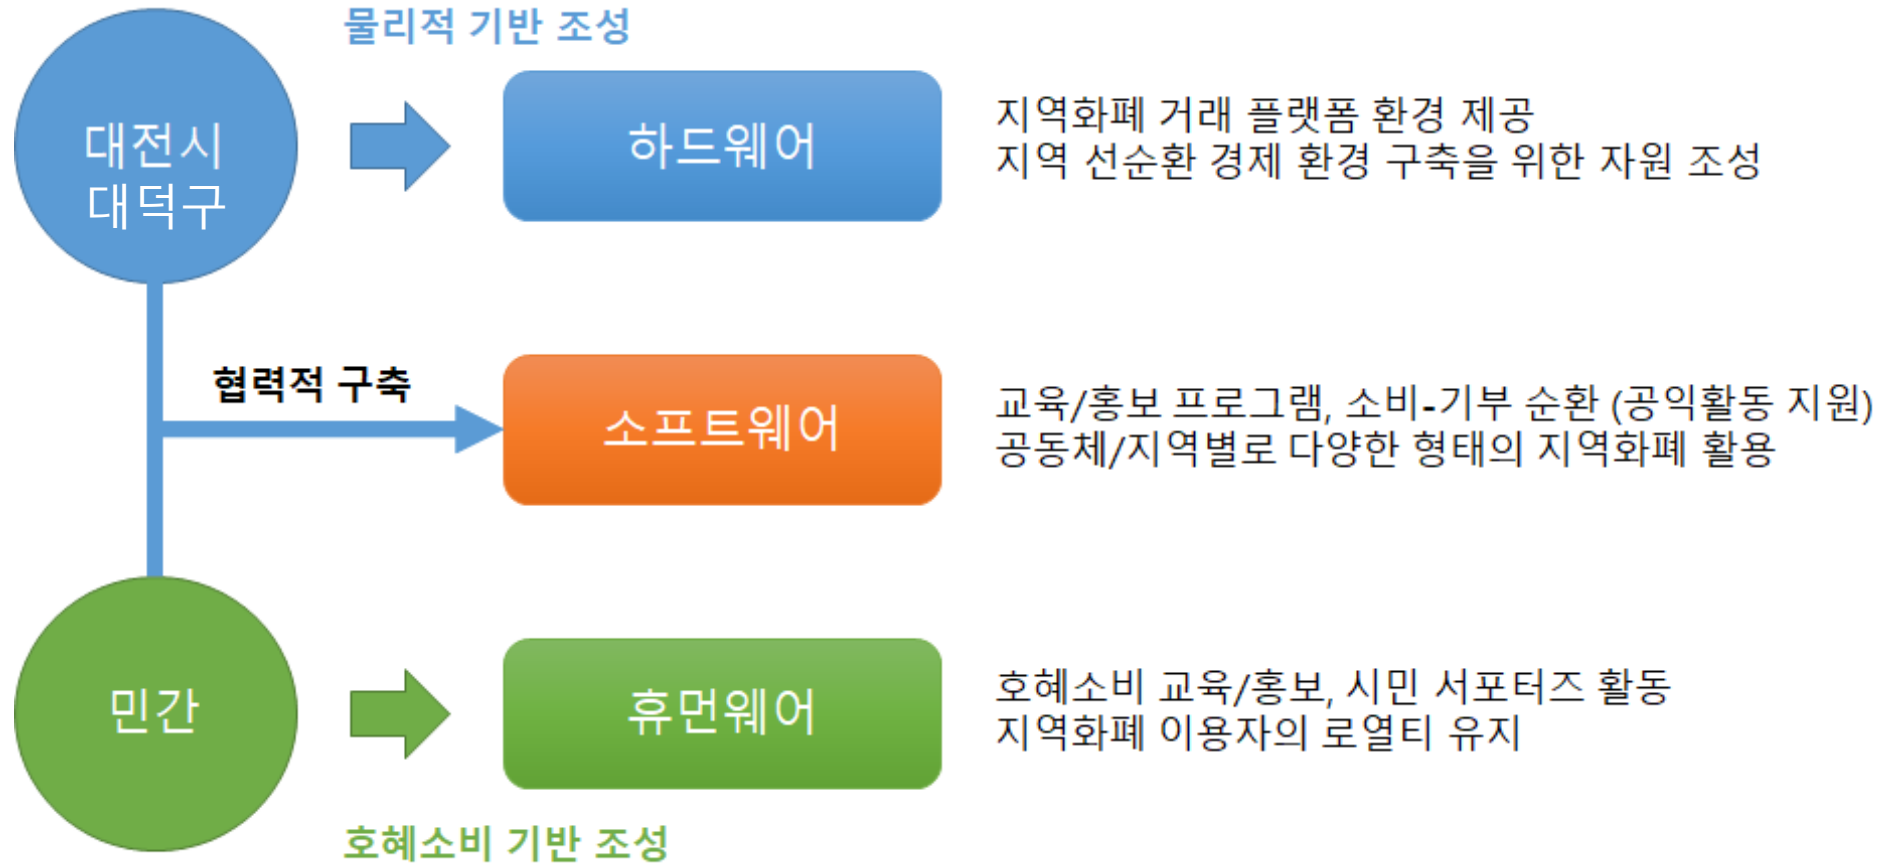 물리적 기반 조성
대전시
대덕구
하드웨어
지역화폐 거래 플랫폼 환경 제공
지역 선순환 경제 환경 구축을 위한 자원 조성
협력적 구축
소프트웨어
교육/홍보 프로그램, 소비-기부 순환 (공익활동 지원)
공동체/지역별로 다양한 형태의 지역화폐 활용
민간
휴먼웨어
호혜소비 교육/홍보, 시민 서포터즈 활동
지역화폐 이용자의 로열티 유지
호혜소비 기반 조성